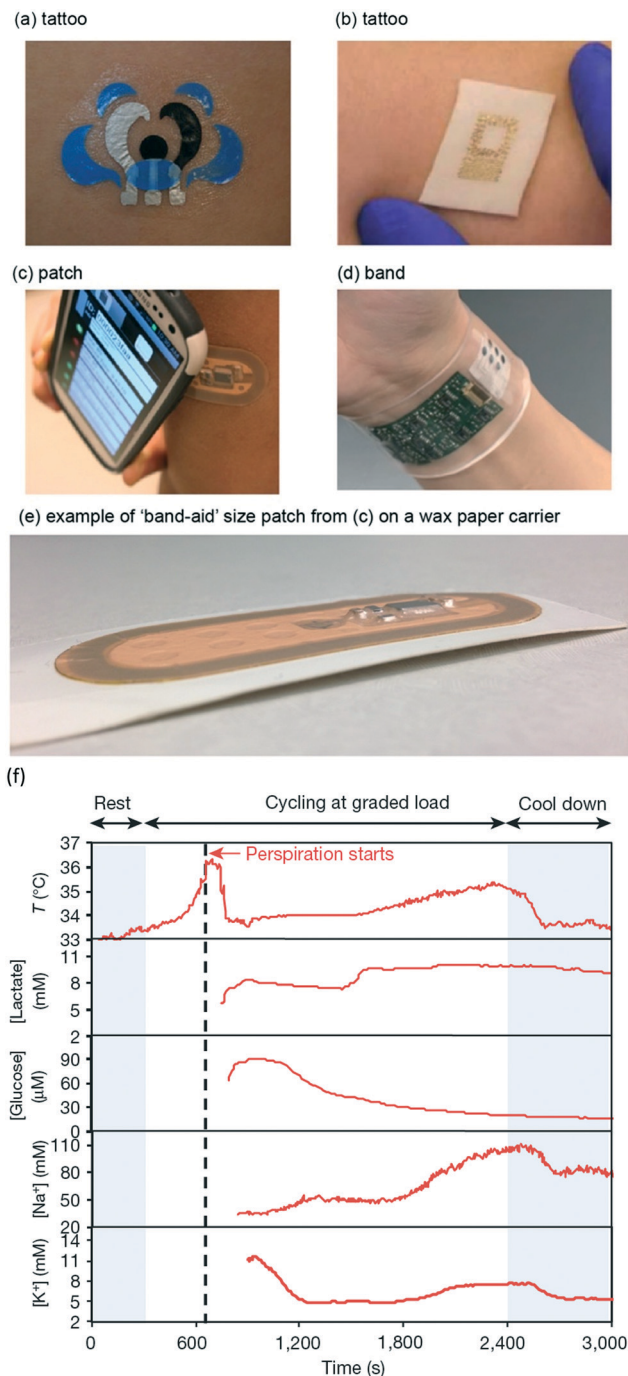 (a) tattoo
(b) tattoo
(c) patch
(d) band
(e) example of 'band-aid' size patch from (c) on a wax paper carrier
(f)
Rest
Cycling at graded load
Cool down
Perspiration starts
37
36
35
34
33
T (°C)
11
8
5
2
[Lactate]
(mM)
90
60
30
0
[Glucose]
(µM)
110
80
50
20
[Na⁺] (mM)
14
11
8
5
2
[K⁺] (mM)
0
600
1,200
1,800
2,400
3,000
Time (s)